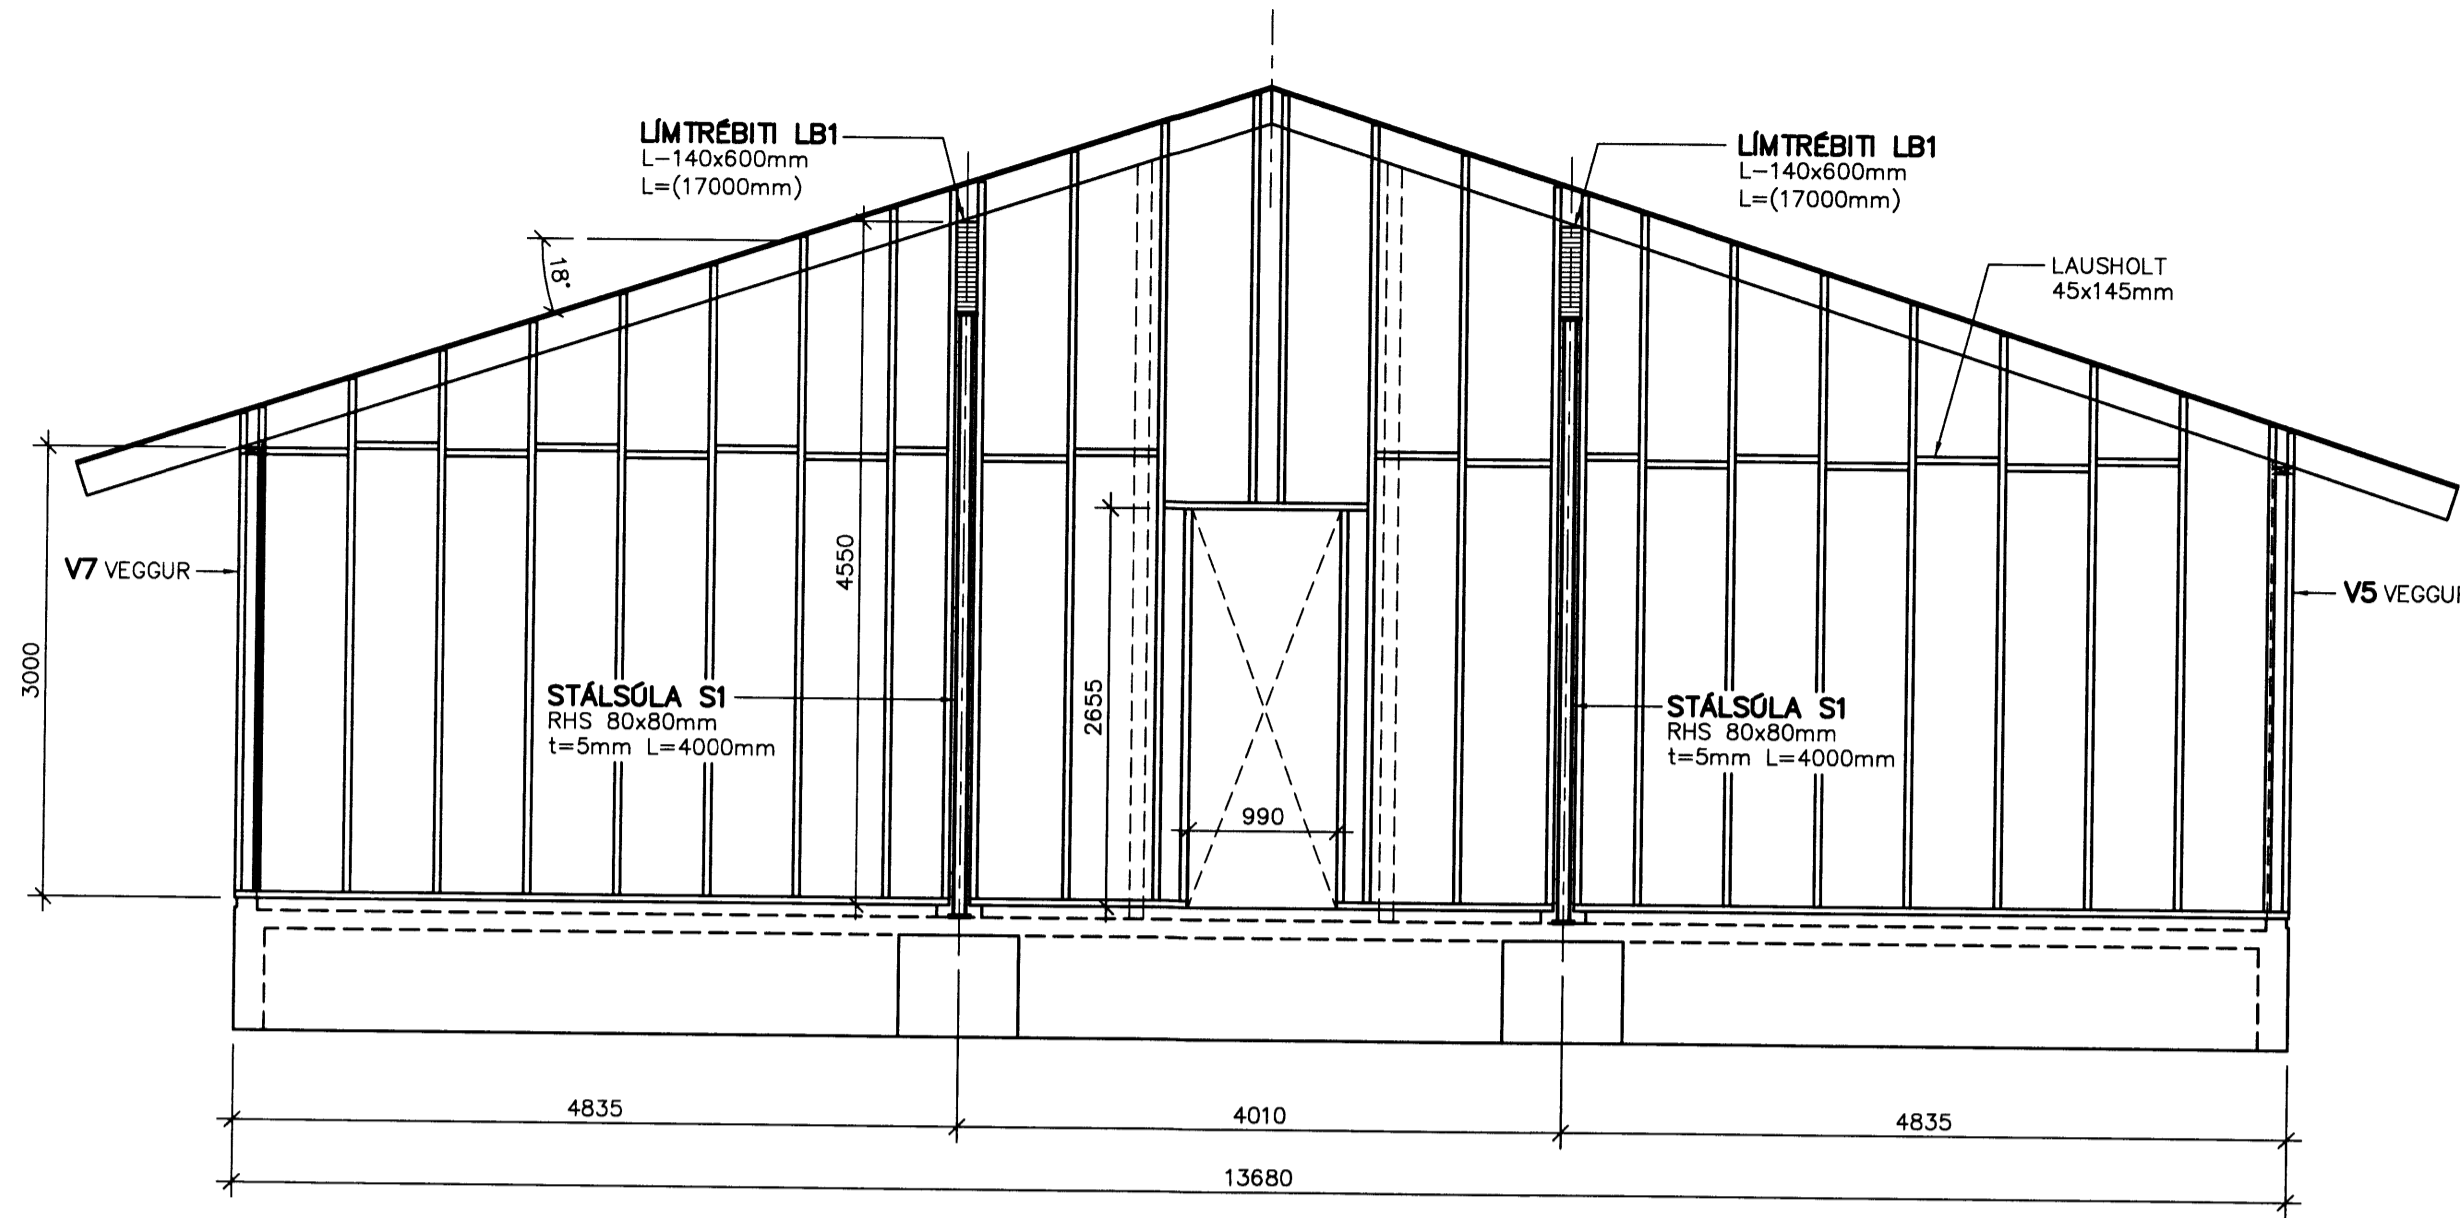 LÍMTRÉBITI LB1
L-140x600mm
L=(17000mm)
LÍMTRÉBITI LB1
L-140x600mm
L=(17000mm)
18°
LAUSHOLT
45x145mm
V7 VEGGUR
4550
V5 VEGGU
3000
2655
STÁLSÚLA S1
RHS 80x80mm
t=5mm L=4000mm
STÁLSÚLA S1
RHS 80x80mm
t=5mm L=4000mm
990
4835
4010
4835
13680